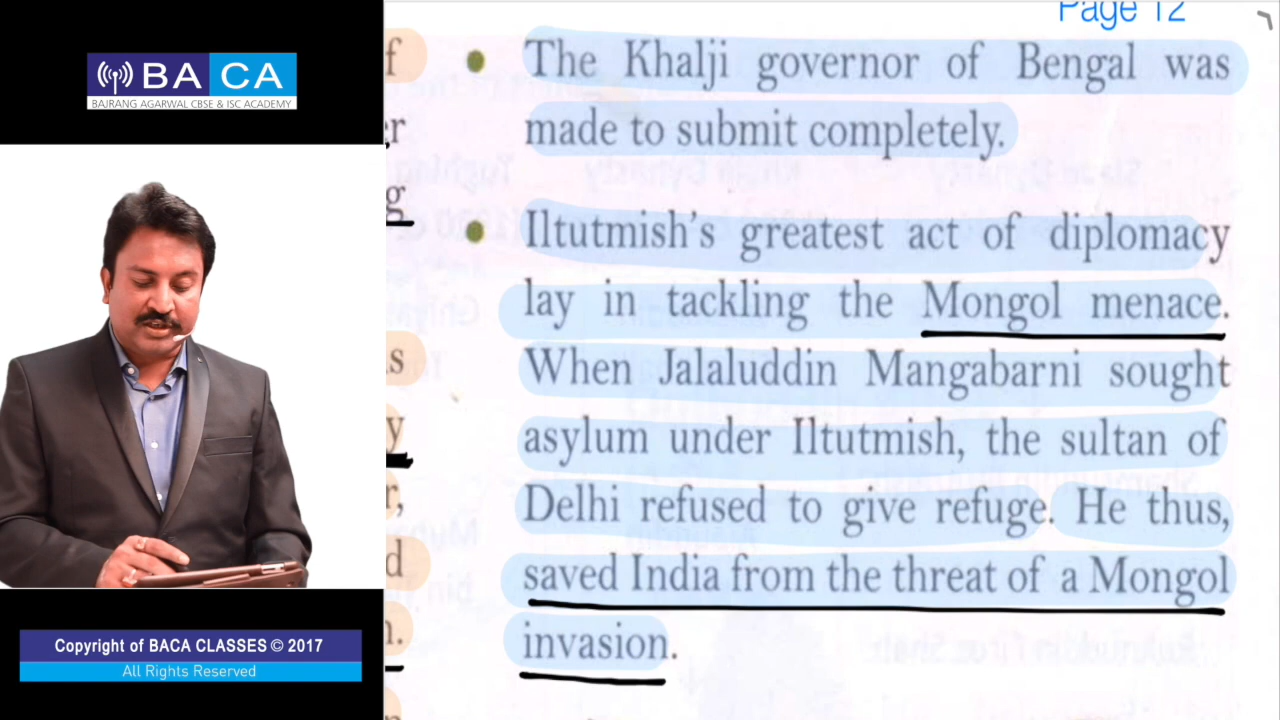 BACA
BAJRANG AGARWAL CBSE & ISC ACADEMY
Page 12
The Khalji governor of Bengal was
made to submit completely.
Iltutmish's greatest act of diplomacy
lay in tackling the Mongol menace.
When Jalaluddin Mangabarni sought
asylum under Iltutmish, the sultan of
Delhi refused to give refuge. He thus,
saved India from the threat of a Mongol
invasion.
Copyright of BACA CLASSES © 2017
All Rights Reserved